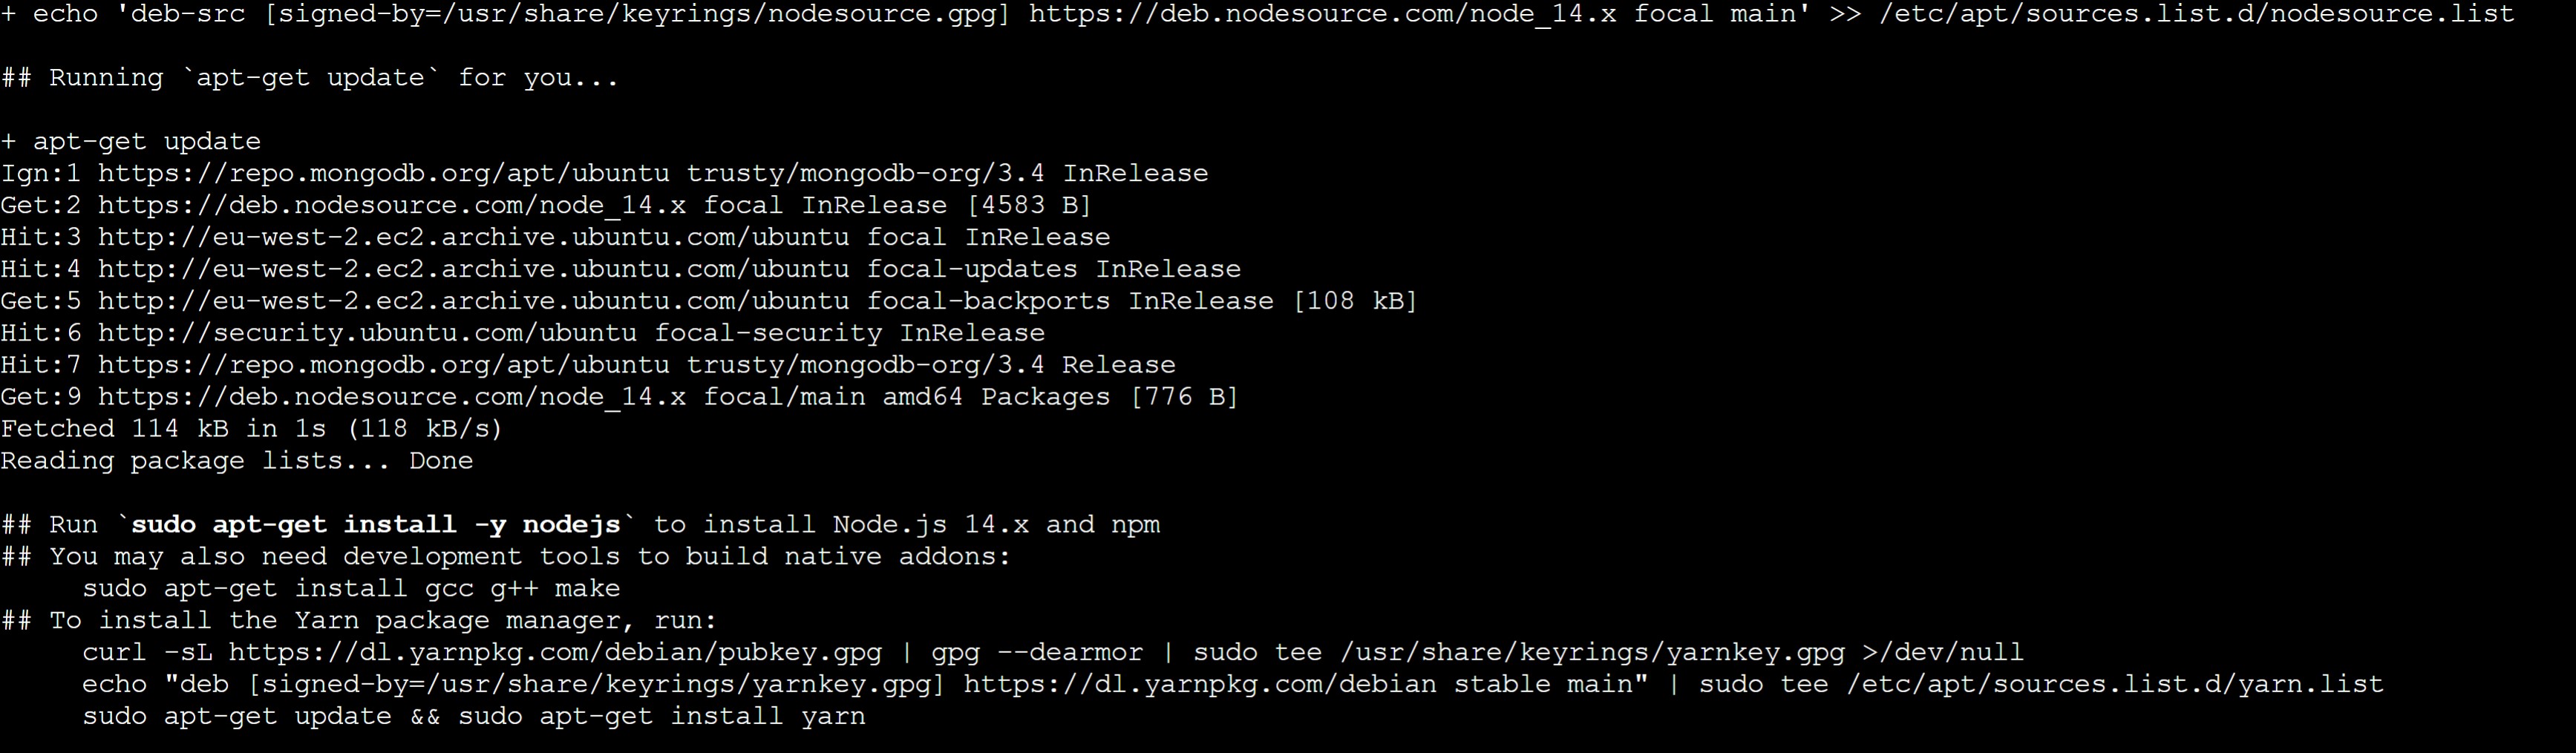 + echo 'deb-src [signed-by=/usr/share/keyrings/nodesource.gpg] https://deb.nodesource.com/node_14.x focal main' >> /etc/apt/sources.list.d/nodesource.list
## Running `apt-get update` for you...
+ apt-get update
Ign:1 https://repo.mongodb.org/apt/ubuntu trusty/mongodb-org/3.4 InRelease
Get:2 https://deb.nodesource.com/node_14.x focal InRelease [4583 B]
Hit:3 http://eu-west-2.ec2.archive.ubuntu.com/ubuntu focal InRelease
Hit:4 http://eu-west-2.ec2.archive.ubuntu.com/ubuntu focal-updates InRelease
Get:5 http://eu-west-2.ec2.archive.ubuntu.com/ubuntu focal-backports InRelease [108 kB]
Hit:6 http://security.ubuntu.com/ubuntu focal-security InRelease
Hit:7 https://repo.mongodb.org/apt/ubuntu trusty/mongodb-org/3.4 Release
Get:9 https://deb.nodesource.com/node_14.x focal/main amd64 Packages [776 B]
Fetched 114 kB in 1s (118 kB/s)
Reading package lists... Done
## Run `sudo apt-get install -y nodejs` to install Node.js 14.x and npm
## You may also need development tools to build native addons:
sudo apt-get install gcc g++ make
## To install the Yarn package manager, run:
curl -sL https://dl.yarnpkg.com/debian/pubkey.gpg | gpg --dearmor | sudo tee /usr/share/keyrings/yarnkey.gpg >/dev/null
echo "deb [signed-by=/usr/share/keyrings/yarnkey.gpg] https://dl.yarnpkg.com/debian stable main" | sudo tee /etc/apt/sources.list.d/yarn.list
sudo apt-get update && sudo apt-get install yarn